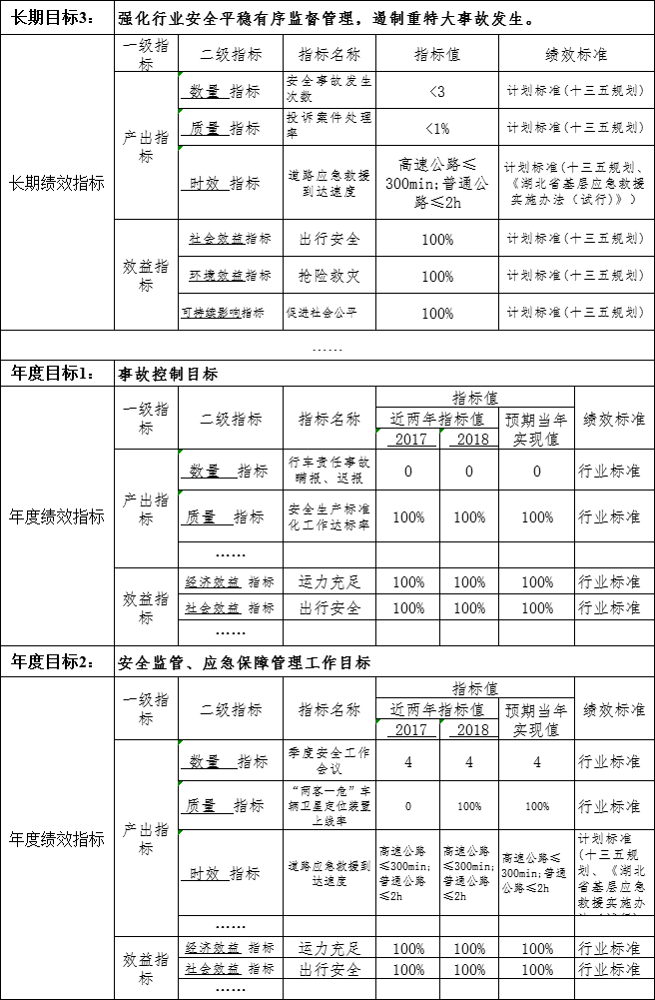 长期目标3： 强化行业安全平稳有序监督管理，遏制重特大事故发生。
长期绩效指标
一级指标 二级指标 指标名称 指标值 绩效标准
产出指标
数量 指标 安全事故发生次数 <3 计划标准(十三五规划)
质量 指标 投诉案件处理率 <1% 计划标准(十三五规划)
时效 指标 道路应急救援到达速度 高速公路≤300min;普通公路≤2h 计划标准(十三五规划、《湖北省基层应急救援实施办法（试行)》）
效益指标
社会效益指标 出行安全 100% 计划标准(十三五规划)
环境效益指标 抢险救灾 100% 计划标准(十三五规划)
可持续影响指标 促进社会公平 100% 计划标准(十三五规划)
……
年度目标1： 事故控制目标
年度绩效指标
一级指标 二级指标 指标名称 指标值 绩效标准
近两年指标值 预期当年实现值
2017 2018
产出指标
数量 指标 行车责任事故瞒报、迟报 0 0 0 行业标准
质量 指标 安全生产标准化工作达标率 100% 100% 100% 行业标准
……
效益指标
经济效益 指标 运力充足 100% 100% 100% 行业标准
社会效益 指标 出行安全 100% 100% 100% 行业标准
……
年度目标2： 安全监管、应急保障管理工作目标
年度绩效指标
一级指标 二级指标 指标名称 指标值 绩效标准
近两年指标值 预期当年实现值
2017 2018
产出指标
数量 指标 季度安全工作会议 4 4 4 行业标准
质量 指标 “两客一危”车辆卫星定位装置上线率 0 100% 100% 行业标准
时效 指标 道路应急救援到达速度 高速公路≤300min;普通公路≤2h 高速公路≤300min;普通公路≤2h 高速公路≤300min;普通公路≤2h 计划标准(十三五规划、《湖北省基层应急救援实施办
……
效益指标
经济效益 指标 运力充足 100% 100% 100% 行业标准
社会效益 指标 出行安全 100% 100% 100% 行业标准
……